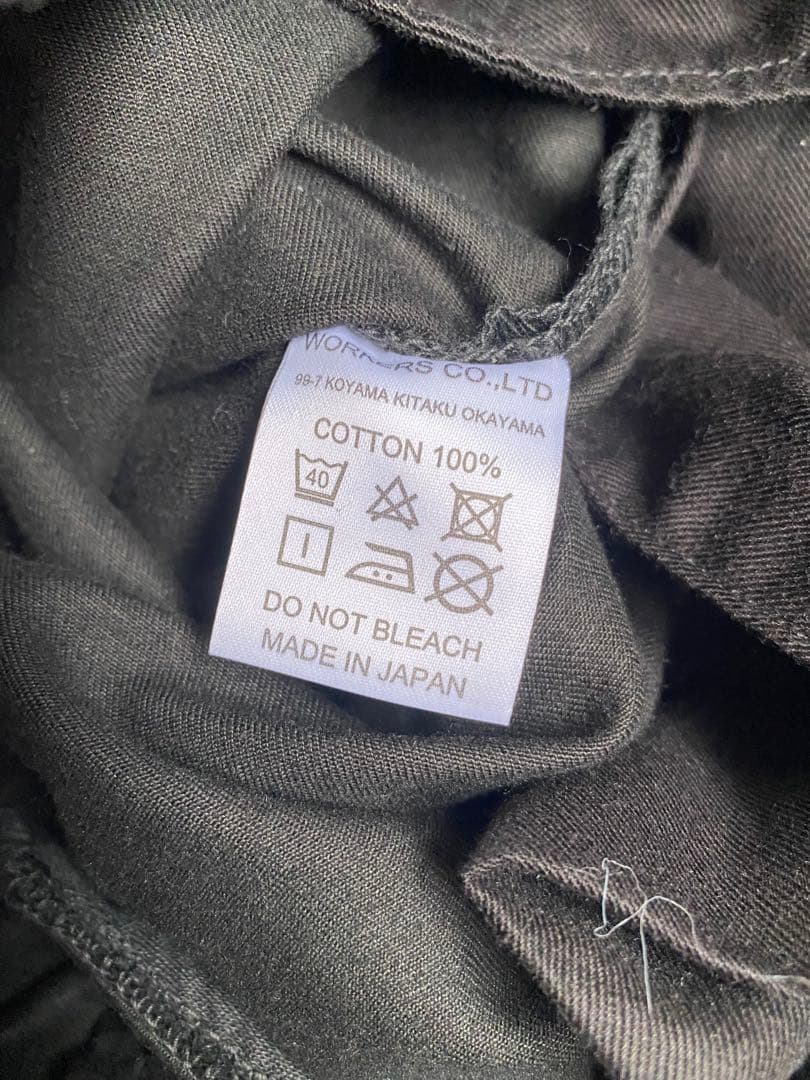 WORKERS CO.,LTD
99-7 KOYAMA KITAKU OKAYAMA
COTTON 100%
40
DO NOT BLEACH
MADE IN JAPAN